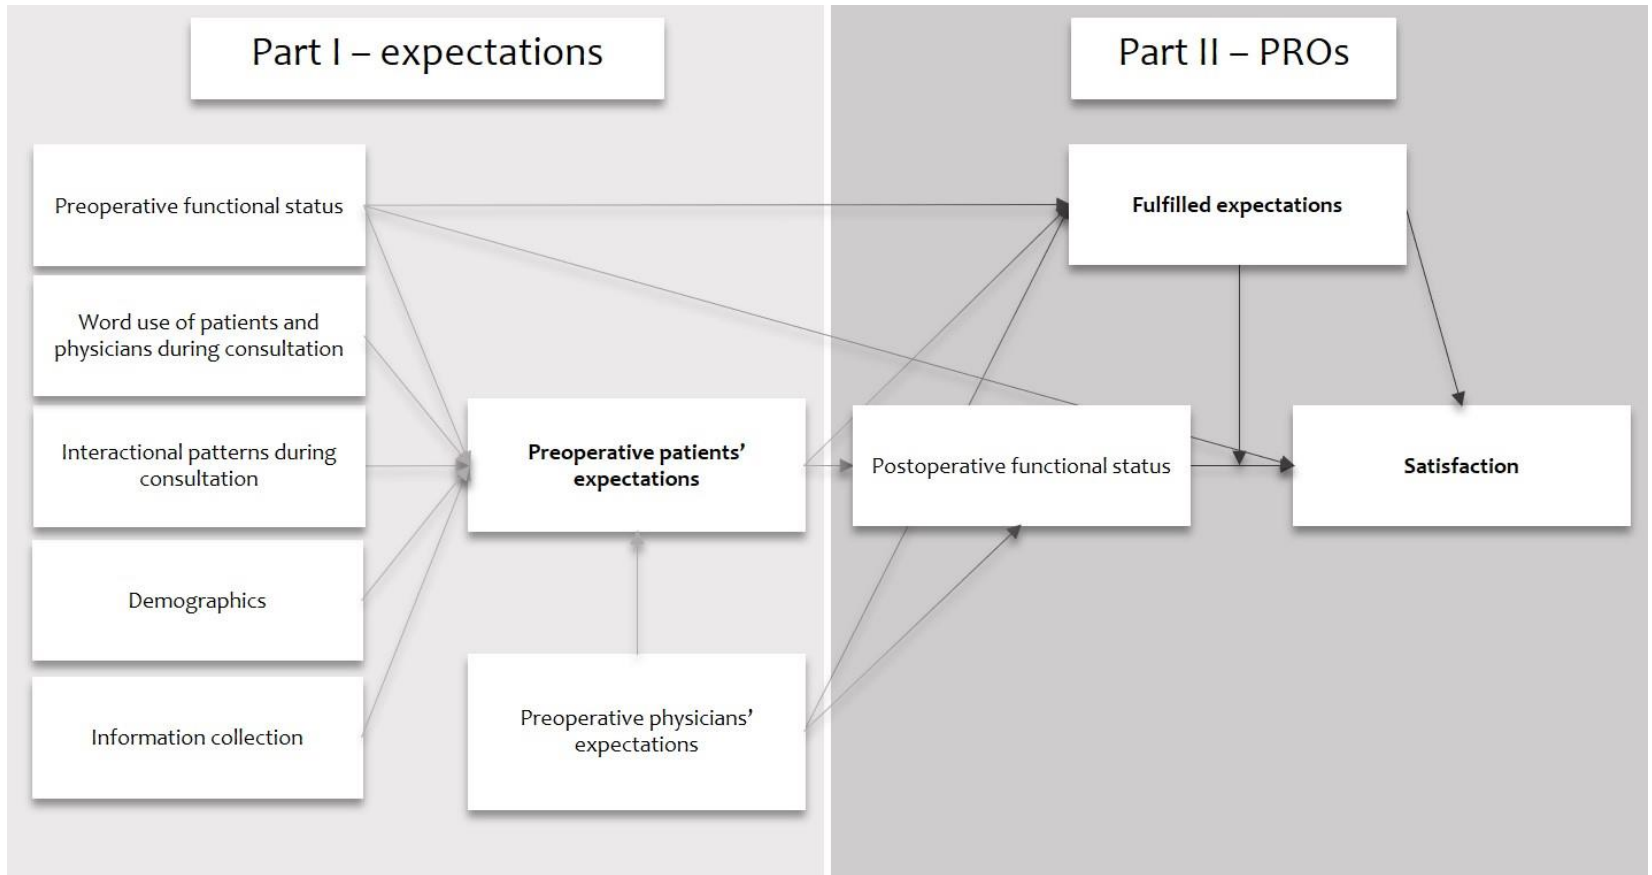 Part I – expectations
Part II – PROs
Preoperative functional status
Fulfilled expectations
Word use of patients and
physicians during consultation
Interactional patterns during
consultation
Preoperative patients’
expectations
Postoperative functional status
Satisfaction
Demographics
Information collection
Preoperative physicians’
expectations